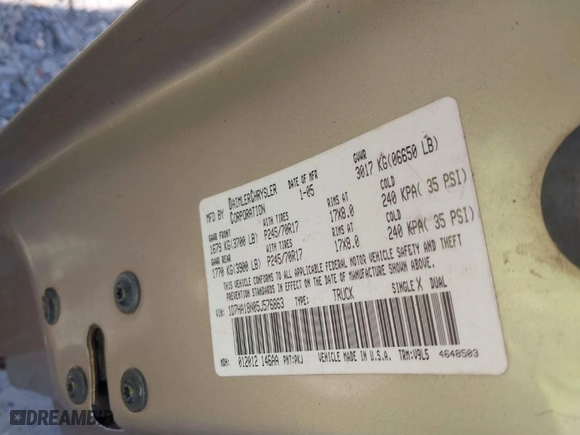 MFD BY DAIMLERCHRYSLER CORPORATION
DATE OF MFR 1-05
GVWR 3017 KG(06650 LB)
GAWR FRONT WITH TIRES RIMS AT COLD
1679 KG(3700 LB) P245/70R17 17X8.0 240 KPA( 35 PSI)
GAWR REAR WITH TIRES RIMS AT COLD
1770 KG(3900 LB) P245/70R17 17X8.0 240 KPA( 35 PSI)
THIS VEHICLE CONFORMS TO ALL APPLICABLE FEDERAL MOTOR VEHICLE SAFETY AND THEFT
PREVENTION STANDARDS IN EFFECT ON THE DATE OF MANUFACTURE SHOWN ABOVE.
VIN: 1D7HA18N05J576863 TYPE: TRUCK SINGLE X DUAL
MDH: 012012 146AA PNT:PKJ VEHICLE MADE IN U.S.A. TRM:V9L5 4648503
DREAMBID